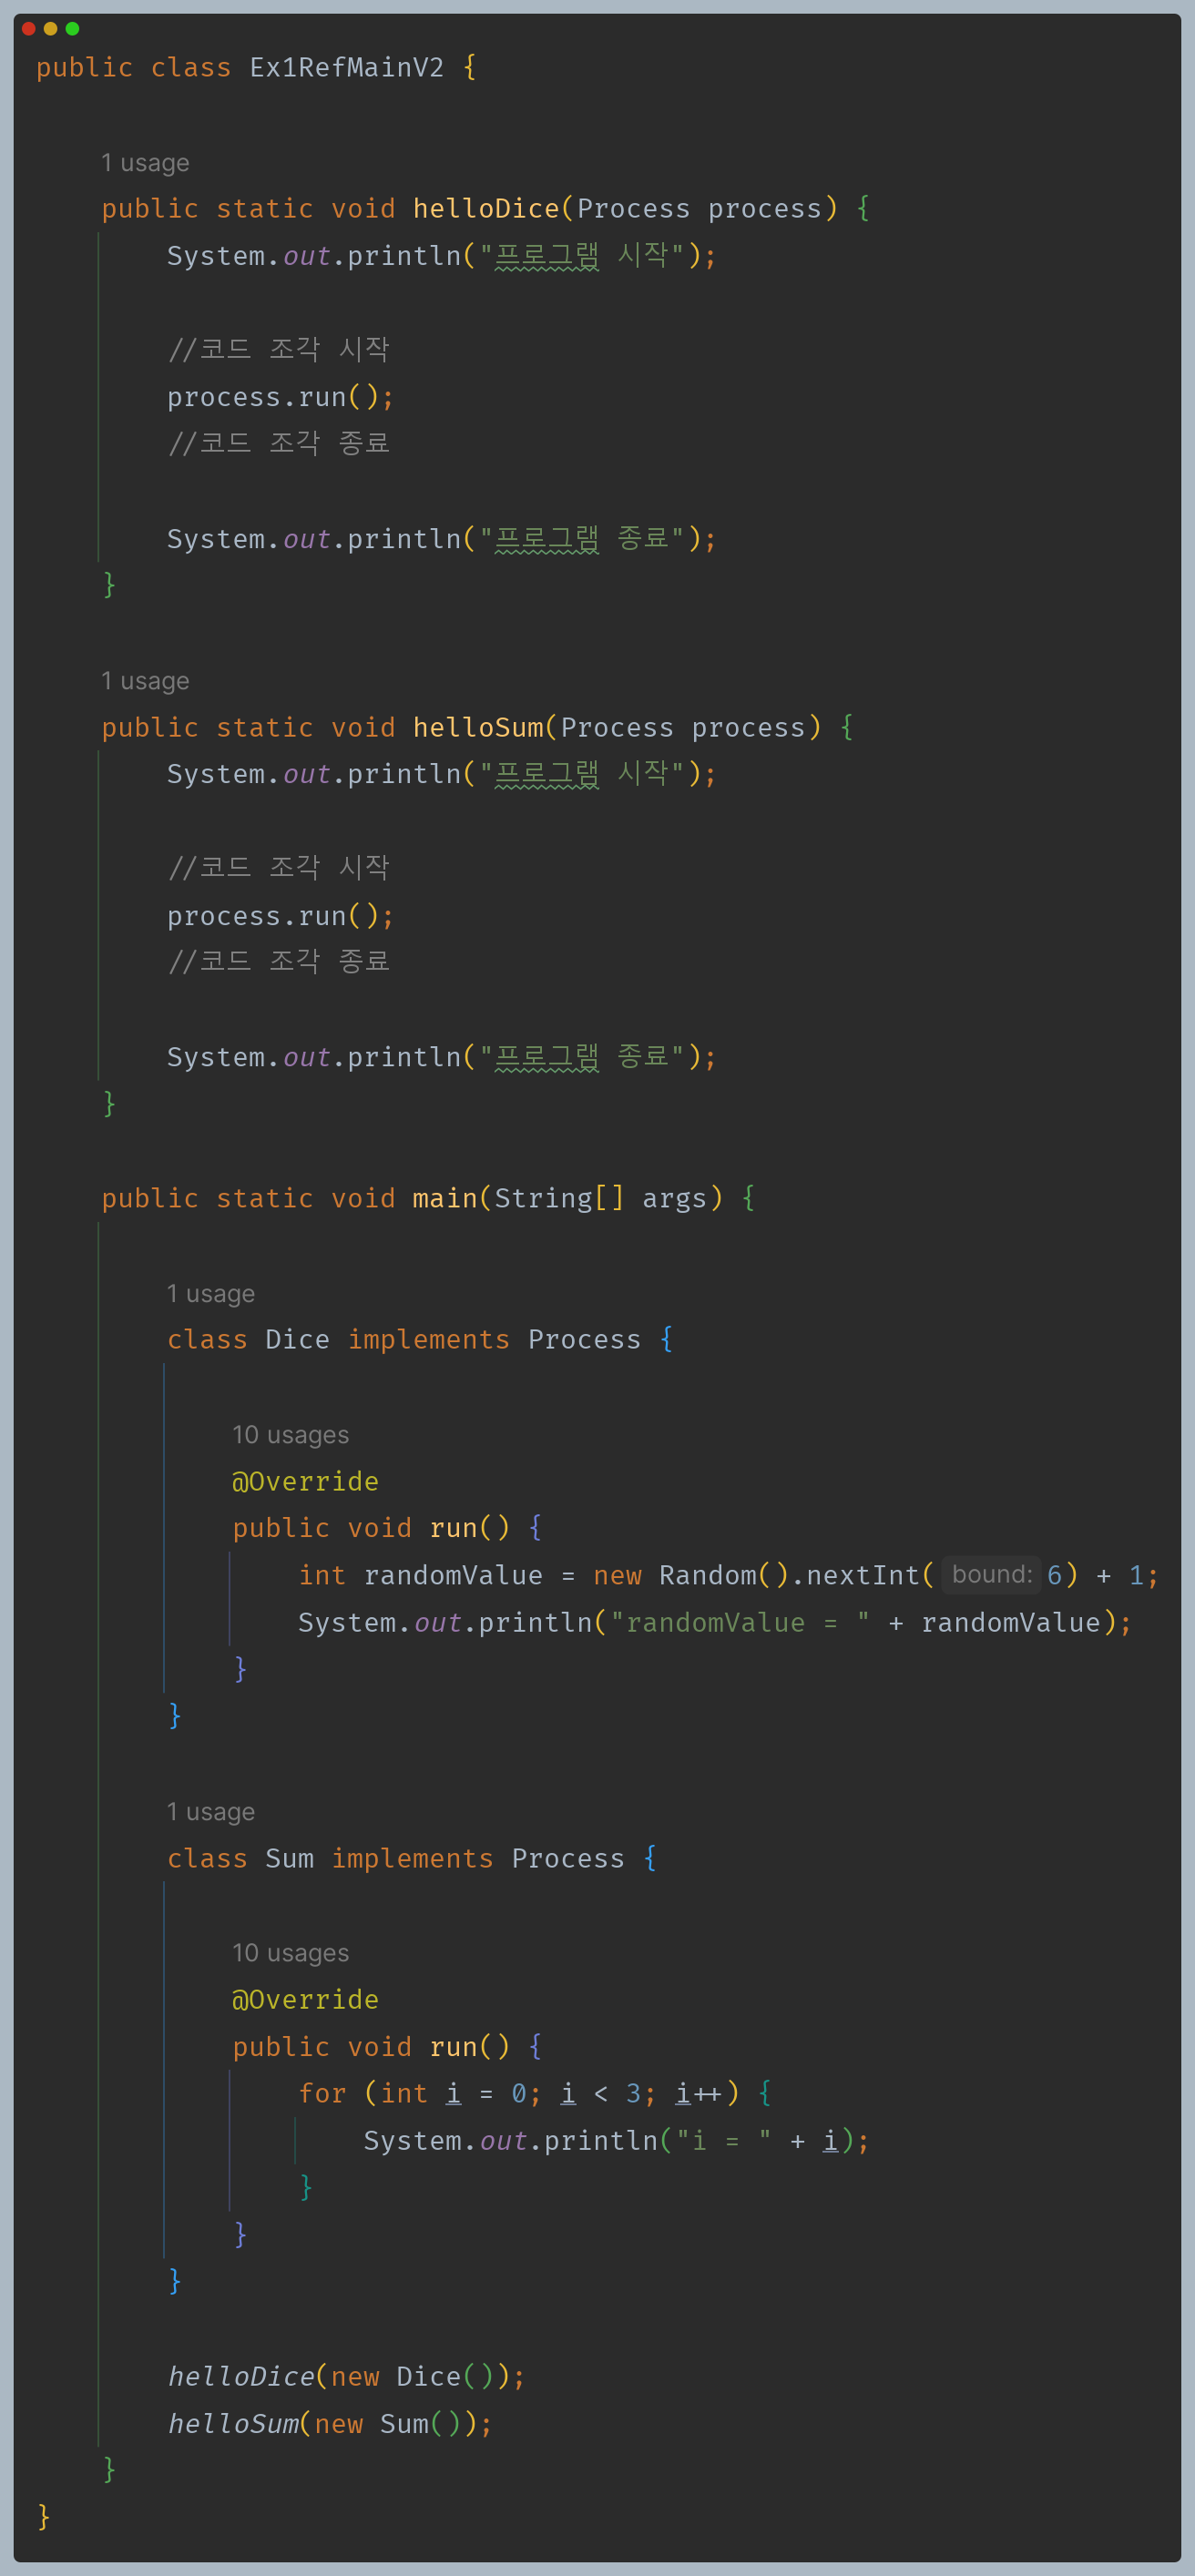 public class Ex1RefMainV2 {
1 usage
public static void helloDice(Process process) {
System.out.println("프로그램 시작");
//코드 조각 시작
process.run();
//코드 조각 종료
System.out.println("프로그램 종료");
}
1 usage
public static void helloSum(Process process) {
System.out.println("프로그램 시작");
//코드 조각 시작
process.run();
//코드 조각 종료
System.out.println("프로그램 종료");
}
public static void main(String[] args) {
1 usage
class Dice implements Process {
10 usages
@Override
public void run() {
int randomValue = new Random().nextInt( bound: 6) + 1;
System.out.println("randomValue = " + randomValue);
}
}
1 usage
class Sum implements Process {
10 usages
@Override
public void run() {
for (int i = 0; i < 3; i++) {
System.out.println("i = " + i);
}
}
}
helloDice(new Dice());
helloSum(new Sum());
}
}